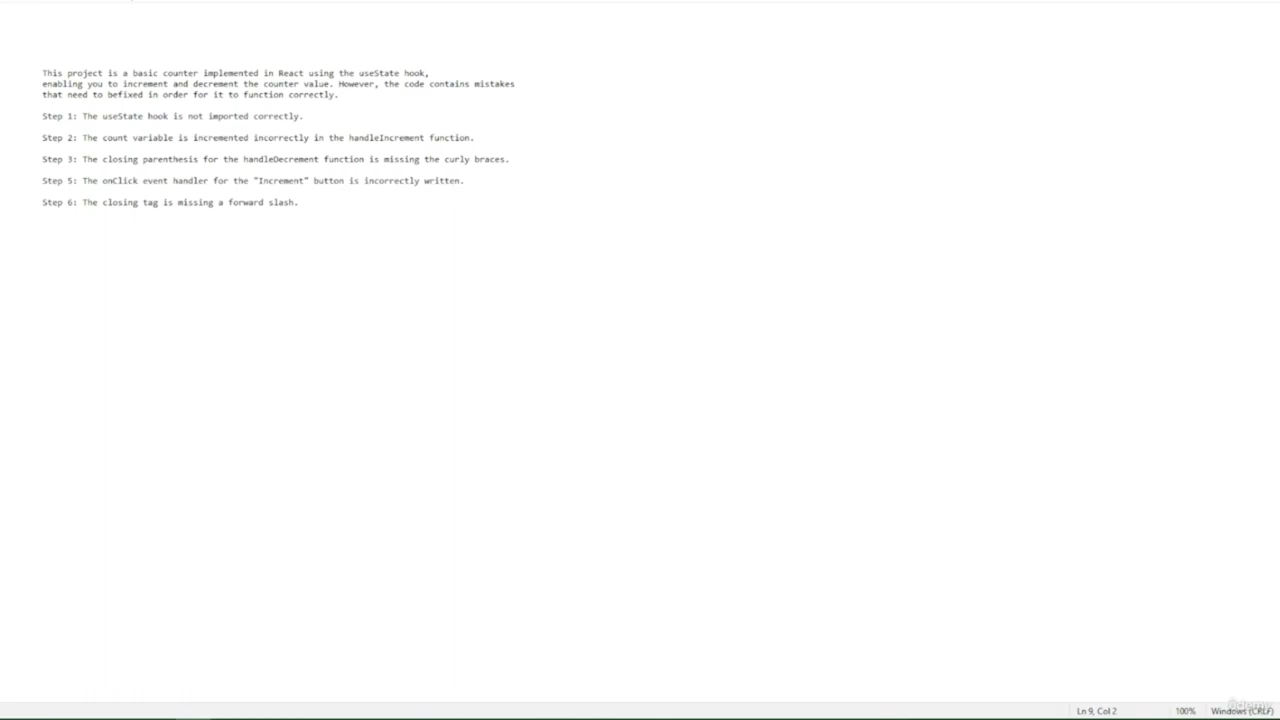 This project is a basic counter implemented in React using the useState hook,
enabling you to increment and decrement the counter value. However, the code contains mistakes
that need to befixed in order for it to function correctly.
Step 1: The useState hook is not imported correctly.
Step 2: The count variable is incremented incorrectly in the handleIncrement function.
Step 3: The closing parenthesis for the handleDecrement function is missing the curly braces.
Step 5: The onClick event handler for the "Increment" button is incorrectly written.
Step 6: The closing tag is missing a forward slash.
Ln 9, Col 2 100% Windows (CRLF)
ûdemy